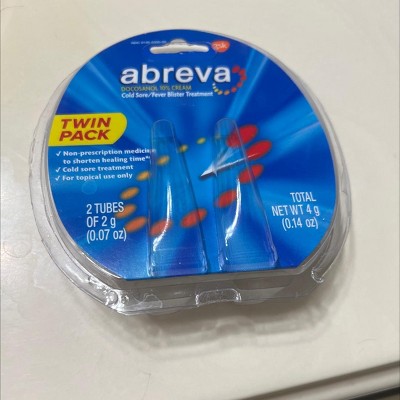 abreva
DOCOSANOL 10% CREAM
Cold Sore/Fever Blister Treatment
TWIN
PACK
✓ Non-prescription medicine
to shorten healing time*
✓ Cold sore treatment
✓ For topical use only
2 TUBES
OF 2 g
(0.07 oz)
TOTAL
NET WT 4 g
(0.14 oz)